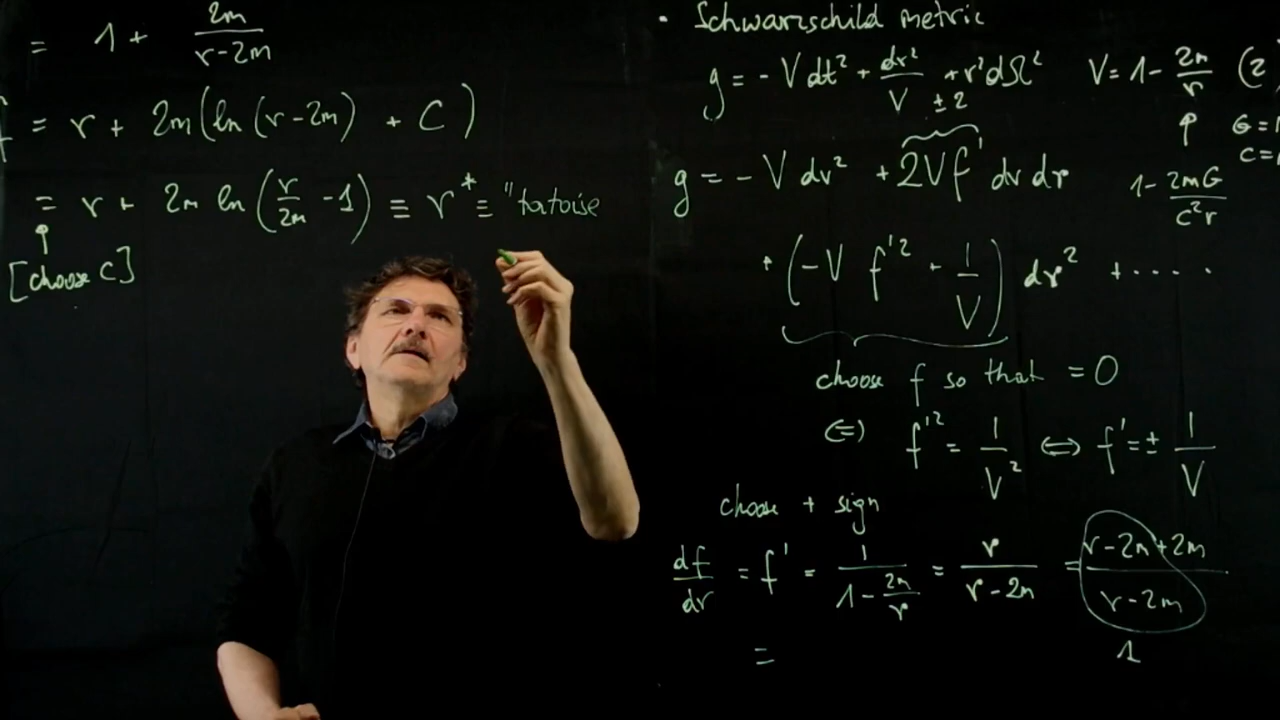 = 1 + 2m / (r-2m)
f = r + 2m(ln(r-2m) + C)
= r + 2m ln(r/2m - 1) ≡ r* ≡ "tortoise
[choose C]
• Schwarzschild metric
g = - V dt² + dr²/V + r²dΩ² V = 1 - 2m/r (2
± 2
G =
c =
g = - V dv² + 2Vf' dv dr
1 - 2mG/c²r
+ (-V f'² + 1/V) dr² + ....
choose f so that = 0
⇔ f'² = 1/V² ⇔ f' = ± 1/V
choose + sign
df/dr = f' = 1/(1 - 2m/r) = r/(r-2m) = (r-2m+2m)/(r-2m)
= 1